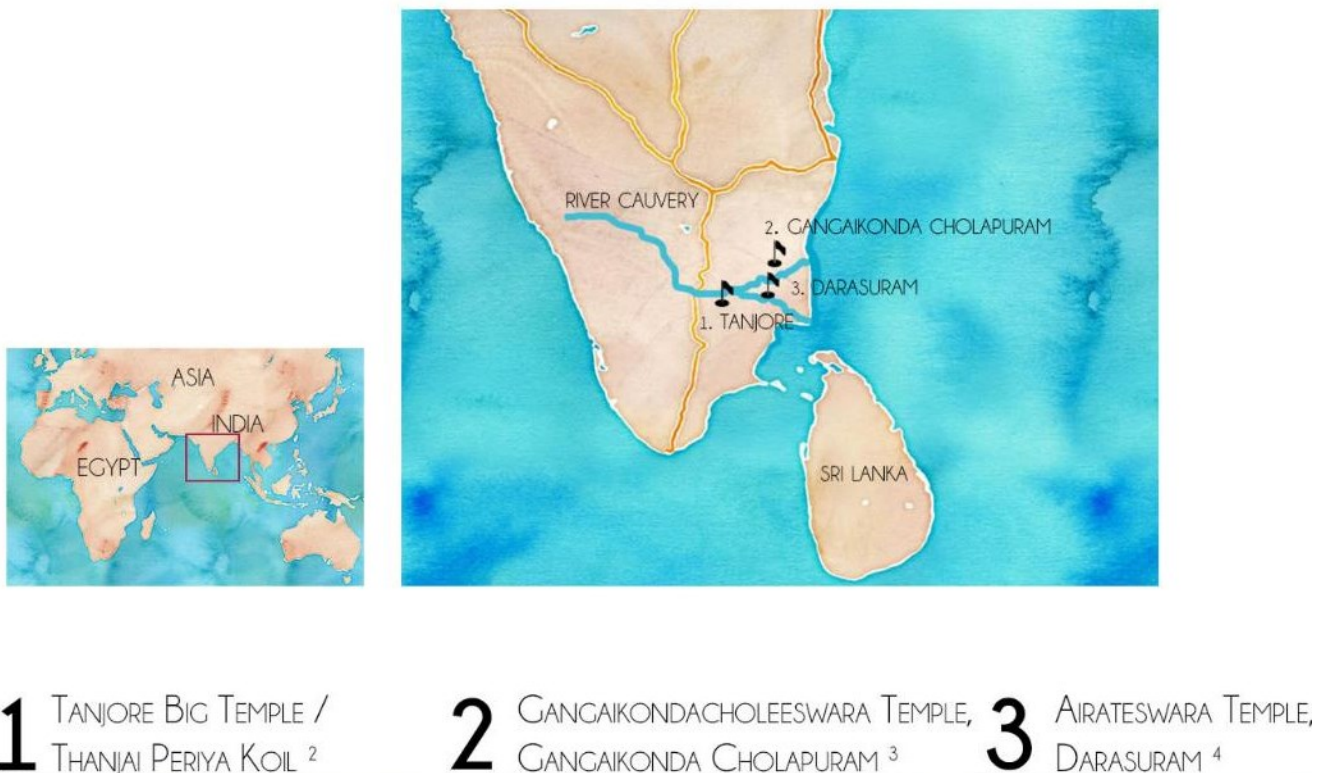 RIVER CAUVERY
2. GANGAIKONDA CHOLAPURAM
3. DARASURAM
1. TANJORE
ASIA
INDIA
EGYPT
SRI LANKA
1 TANJORE BIG TEMPLE /
THANJAI PERIYA KOIL 2
2 GANGAIKONDACHOLEESWARA TEMPLE,
GANGAIKONDA CHOLAPURAM 3
3 AIRATESWARA TEMPLE,
DARASURAM 4